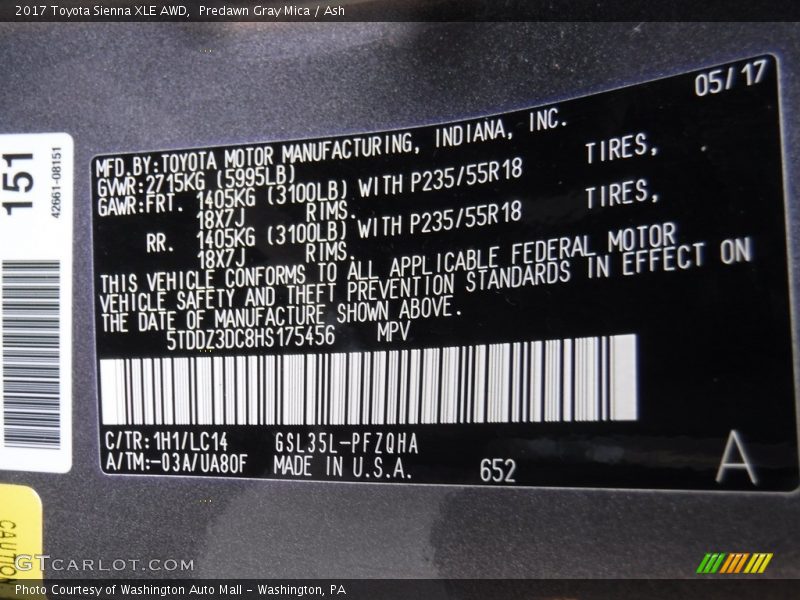 2017 Toyota Sienna XLE AWD,  Predawn Gray Mica / Ash
05/17
MFD.BY:TOYOTA MOTOR MANUFACTURING, INDIANA, INC.
GVWR:2715KG (5995LB)
GAWR:FRT. 1405KG (3100LB) WITH P235/55R18 TIRES,
18X7J RIMS.
RR. 1405KG (3100LB) WITH P235/55R18 TIRES,
18X7J RIMS.
THIS VEHICLE CONFORMS TO ALL APPLICABLE FEDERAL MOTOR
VEHICLE SAFETY AND THEFT PREVENTION STANDARDS IN EFFECT ON
THE DATE OF MANUFACTURE SHOWN ABOVE.
5TDDZ3DC8HS175456 MPV
C/TR:1H1/LC14 GSL35L-PFZQHA
A/TM:-03A/UA80F MADE IN U.S.A. 652
A
151
42661-08151
CAUTION
GTCARLOT.COM
Photo Courtesy of Washington Auto Mall - Washington, PA